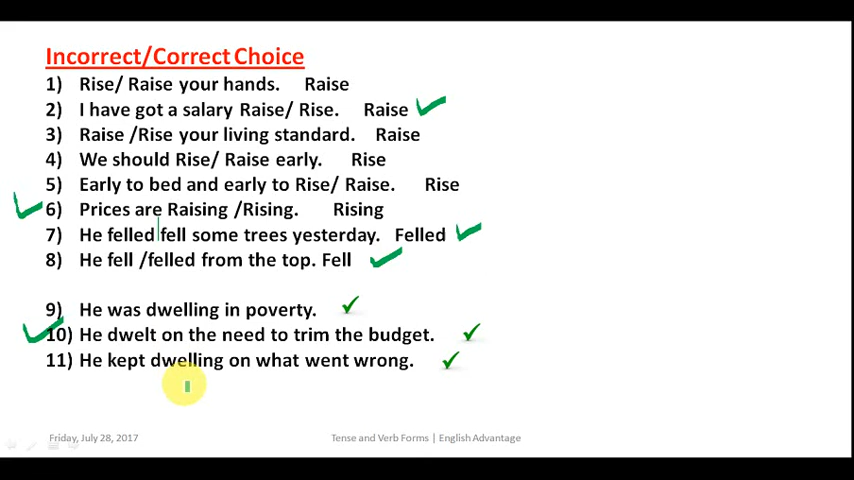 Incorrect/Correct Choice
1) Rise/ Raise your hands. Raise
2) I have got a salary Raise/ Rise. Raise
3) Raise /Rise your living standard. Raise
4) We should Rise/ Raise early. Rise
5) Early to bed and early to Rise/ Raise. Rise
6) Prices are Raising /Rising. Rising
7) He felled fell some trees yesterday. Felled
8) He fell /felled from the top. Fell
9) He was dwelling in poverty.
10) He dwelt on the need to trim the budget.
11) He kept dwelling on what went wrong.
Friday, July 28, 2017 Tense and Verb Forms | English Advantage